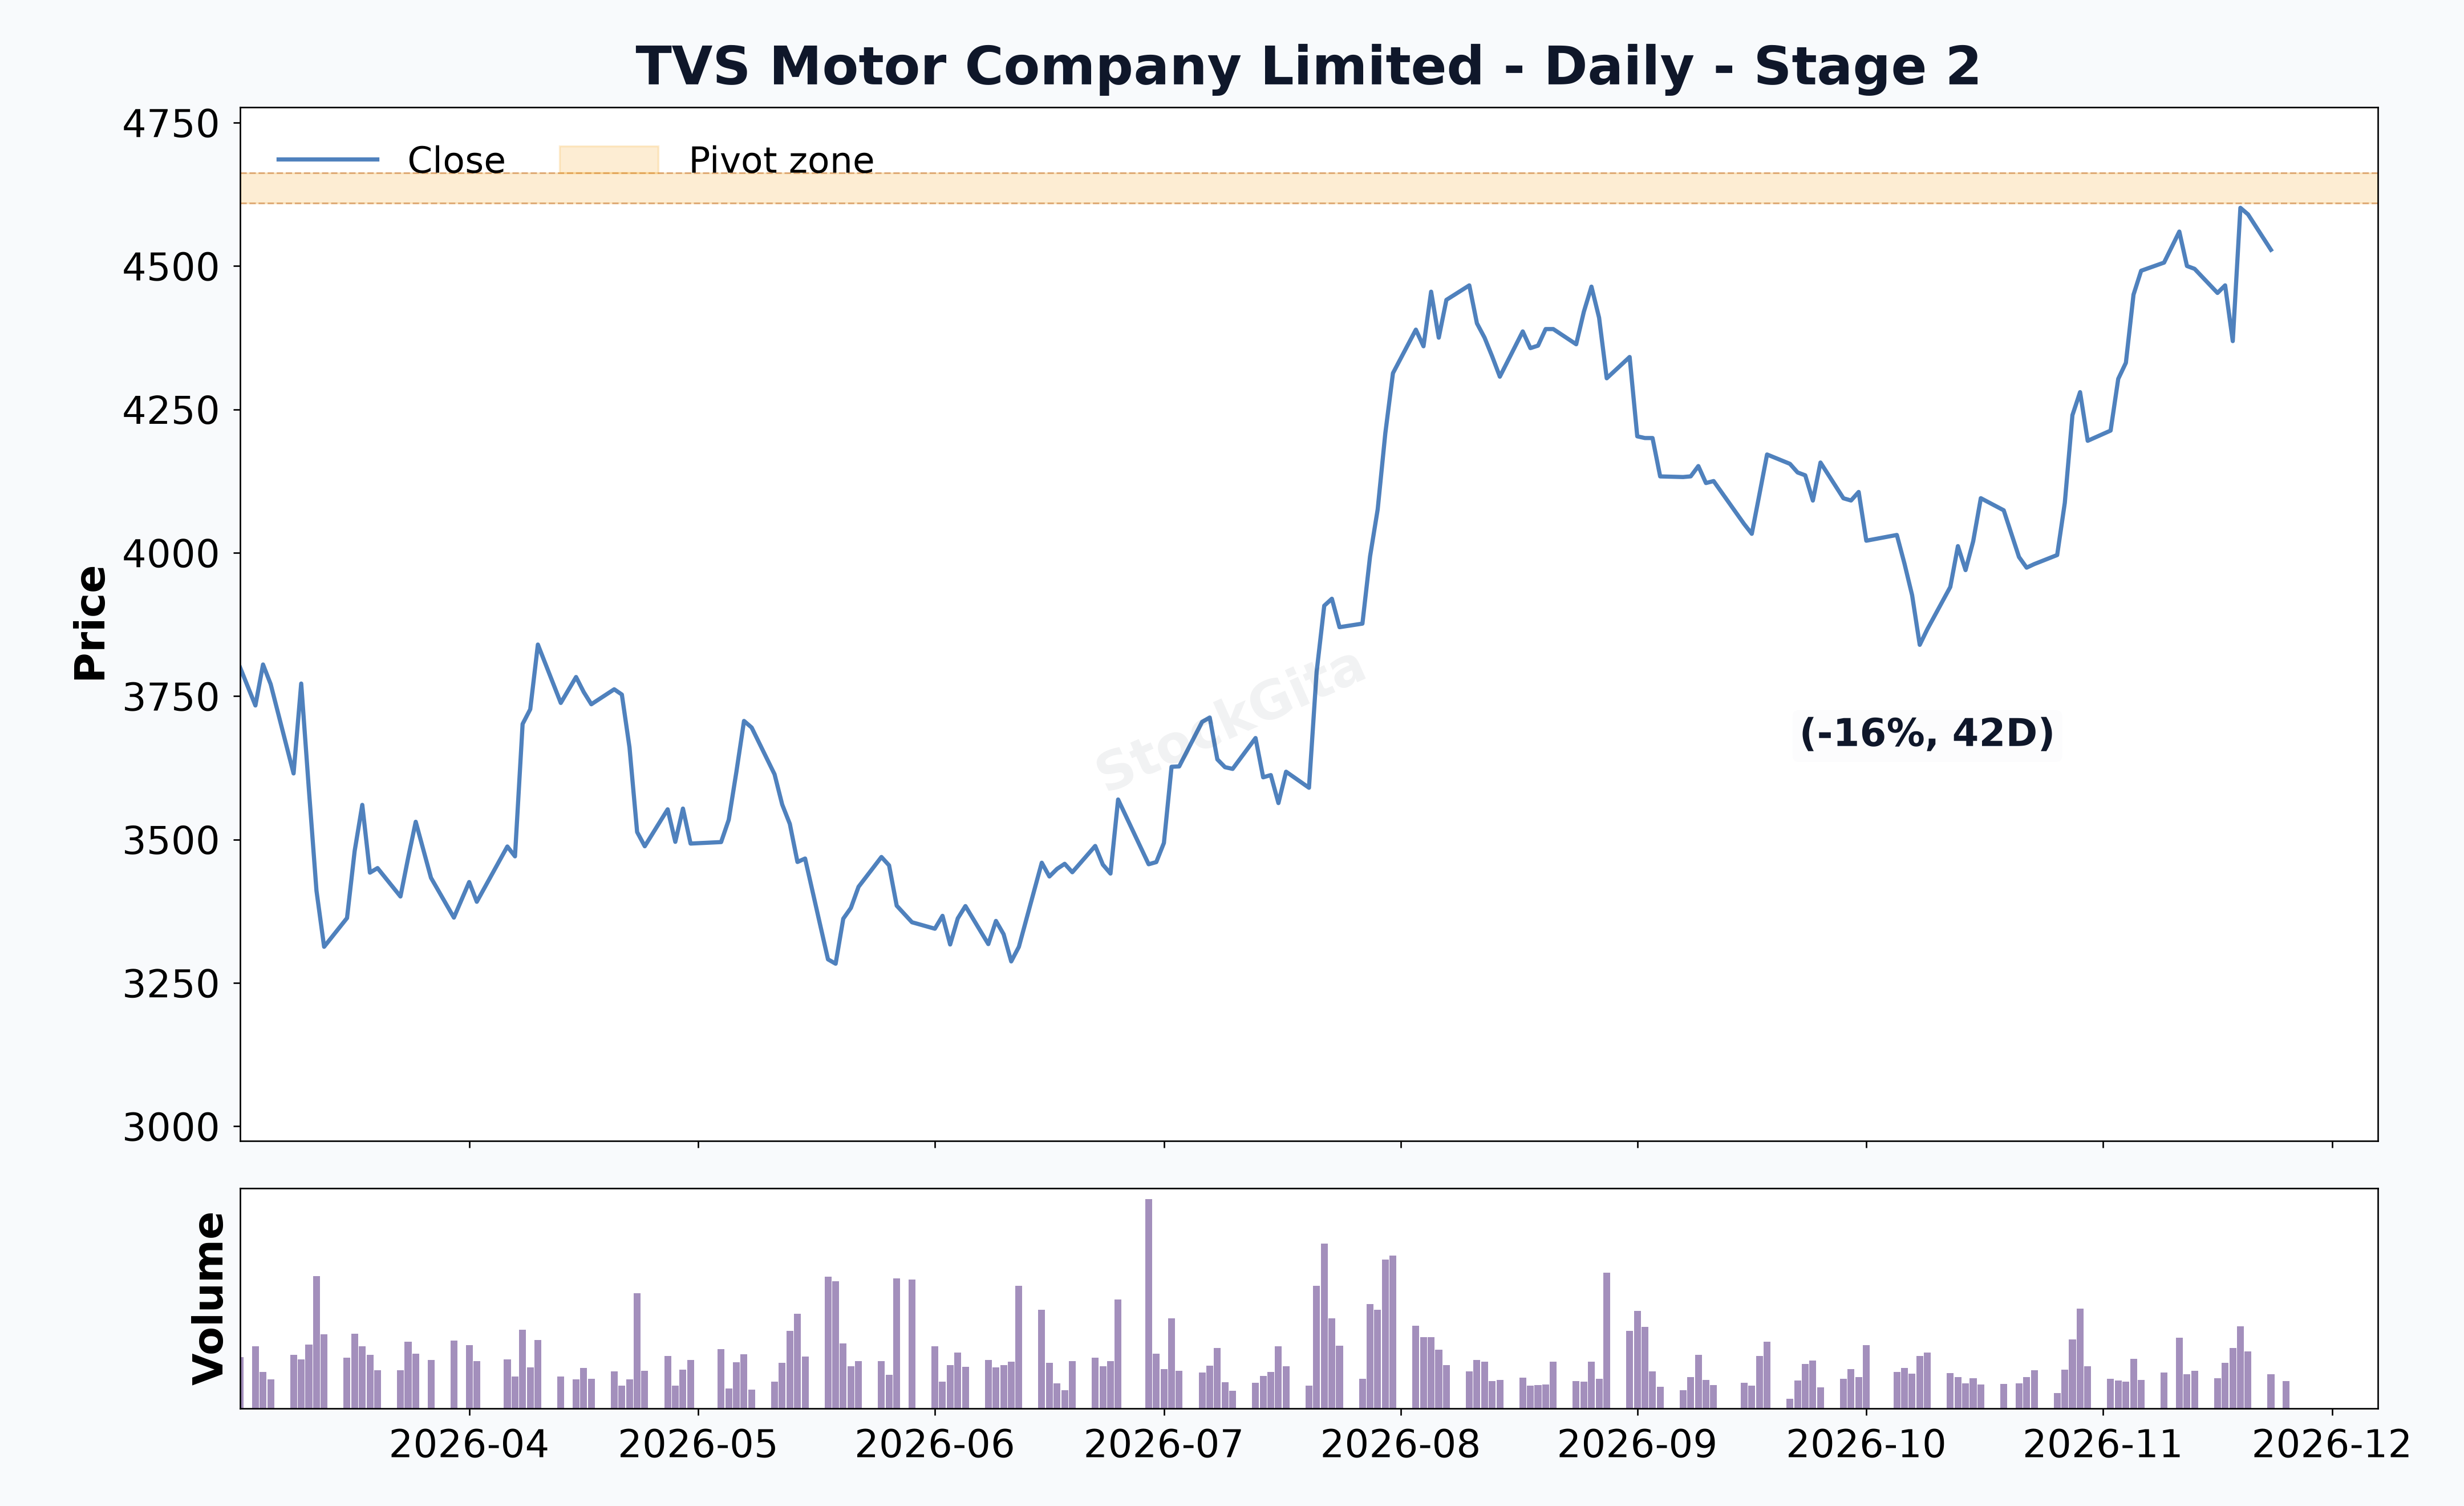 TVS Motor Company Limited - Daily - Stage 2
Close
Pivot zone
Price
4750
4500
4250
4000
3750
3500
3250
3000
StockGita
(-16%, 42D)
Volume
2026-04
2026-05
2026-06
2026-07
2026-08
2026-09
2026-10
2026-11
2026-12